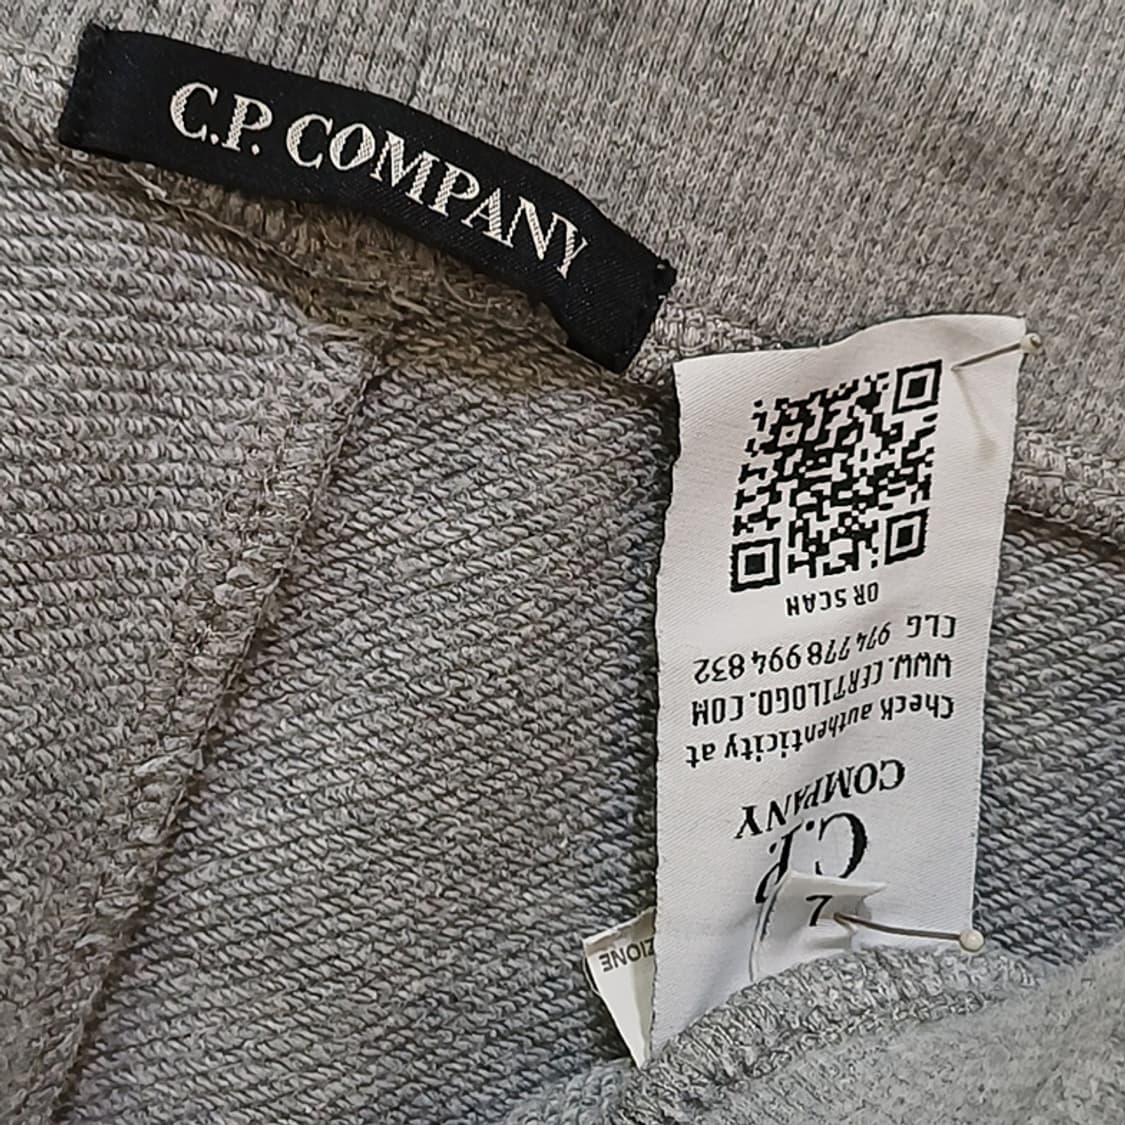 C.P. COMPANY
L
C.P.
COMPANY
Check authenticity at
WWW.CERTILOGO.COM
CLG 974 778 994 832
OR SCAN
ZIONE